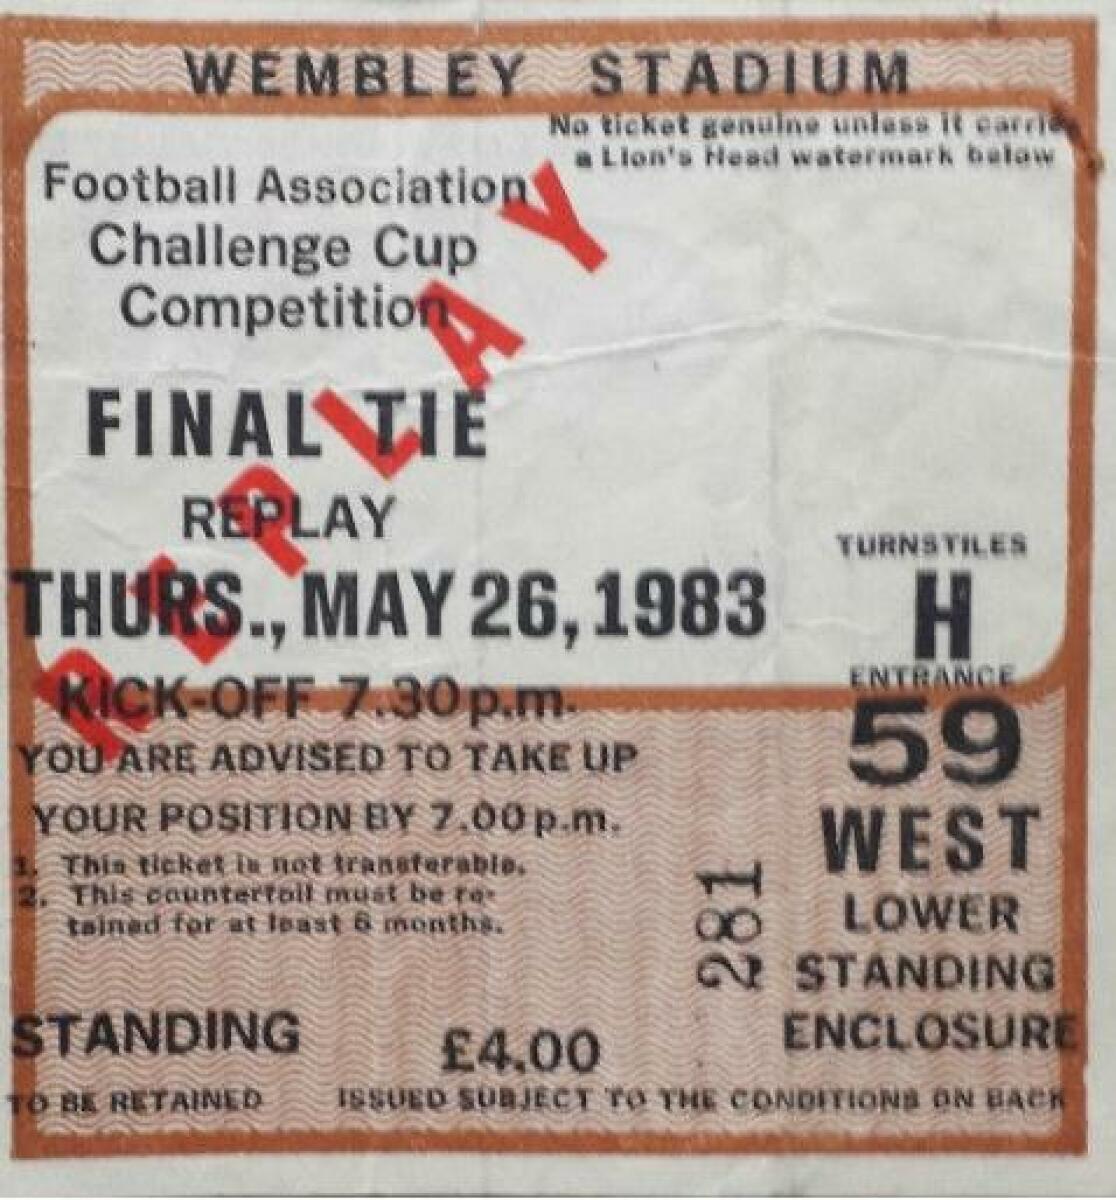 WEMBLEY STADIUM
No ticket genuine unless it carries
a Lion's Head watermark below
Football Association
Challenge Cup
Competition
FINAL TIE
REPLAY
THURS., MAY 26, 1983
KICK-OFF 7.30p.m.
YOU ARE ADVISED TO TAKE UP
YOUR POSITION BY 7.00p.m.
1. This ticket is not transferable.
2. This counterfoil must be re-
tained for at least 6 months.
REPLAY
TURNSTILES
H
ENTRANCE
59
WEST
LOWER
STANDING
ENCLOSURE
281
STANDING
£4.00
TO BE RETAINED
ISSUED SUBJECT TO THE CONDITIONS ON BACK